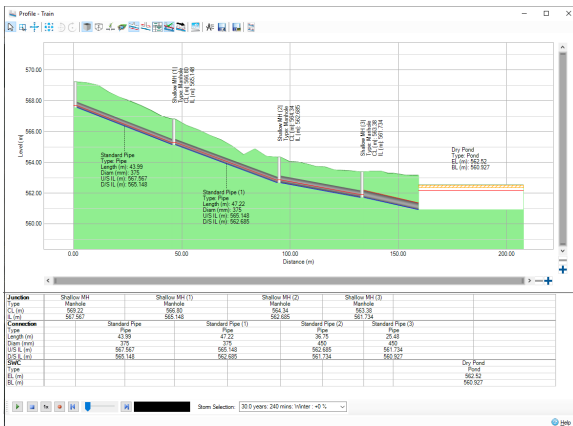 Profile - Train
570.00
568.00
566.00
564.00
562.00
560.00
Level (m)
Shallow MH (1)
Type: Manhole
CL (m): 566.80
IL (m): 565.148
Shallow MH (2)
Type: Manhole
CL (m): 564.34
IL (m): 562.685
Shallow MH (3)
Type: Manhole
CL (m): 563.38
IL (m): 561.734
Standard Pipe
Type: Pipe
Length (m): 43.99
Diam (mm): 375
U/S IL (m): 567.567
D/S IL (m): 565.148
Standard Pipe (1)
Type: Pipe
Length (m): 47.22
Diam (mm): 375
U/S IL (m): 565.148
D/S IL (m): 562.685
Dry Pond
Type: Pond
EL (m): 562.52
BL (m): 560.927
0.00 50.00 100.00 150.00 200.00
Distance (m)
Junction Shallow MH Shallow MH (1) Shallow MH (2) Shallow MH (3)
Type Manhole Manhole Manhole Manhole
CL (m) 569.22 566.80 564.34 563.38
IL (m) 567.567 565.148 562.685 561.734
Connection Standard Pipe Standard Pipe (1) Standard Pipe (2) Standard Pipe (3)
Type Pipe Pipe Pipe Pipe
Length (m) 43.99 47.22 36.75 25.48
Diam (mm) 375 375 450 450
U/S IL (m) 567.567 565.148 562.685 561.734
D/S IL (m) 565.148 562.685 561.734 560.927
SWC Dry Pond
Type Pond
EL (m) 562.52
BL (m) 560.927
1x
Storm Selection: 30.0 years: 240 mins: Winter : +0 %
Help